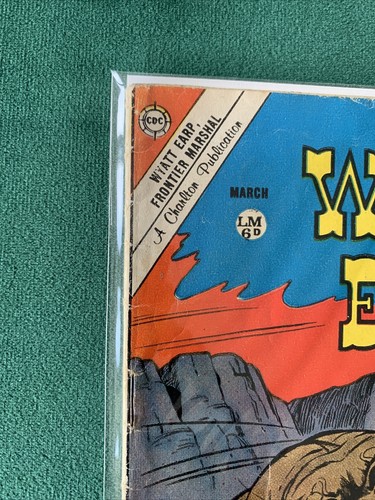 CDC
WYATT EARP,
FRONTIER MARSHAL
A Charlton Publication
MARCH
LM
6D
W
E